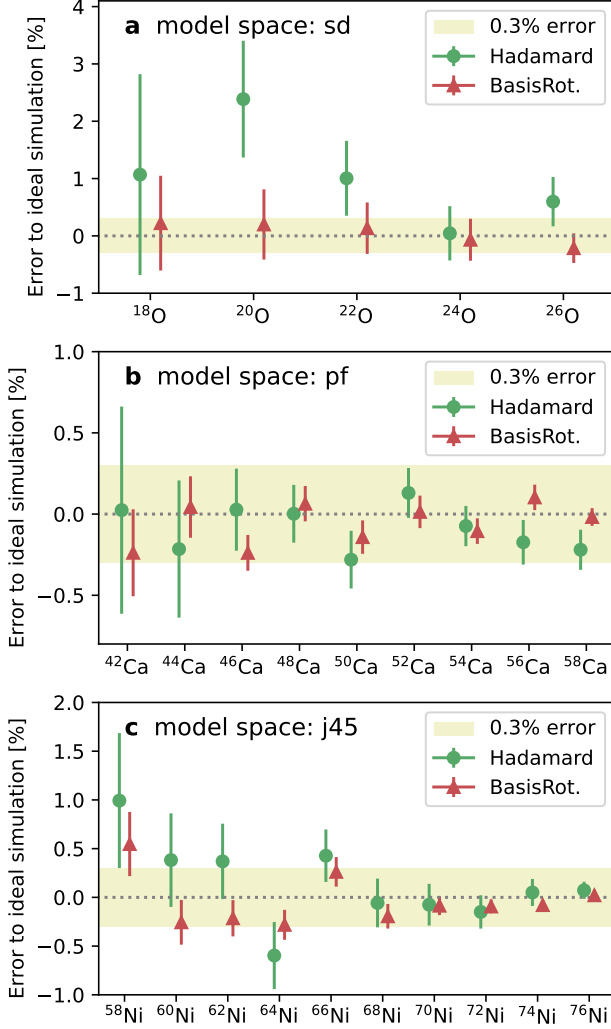 a model space: sd
0.3% error
Hadamard
BasisRot.
Error to ideal simulation [%]
4
3
2
1
0
−1
¹⁸O ²⁰O ²²O ²⁴O ²⁶O
b model space: pf
0.3% error
Hadamard
BasisRot.
Error to ideal simulation [%]
1.0
0.5
0.0
−0.5
⁴²Ca ⁴⁴Ca ⁴⁶Ca ⁴⁸Ca ⁵⁰Ca ⁵²Ca ⁵⁴Ca ⁵⁶Ca ⁵⁸Ca
c model space: j45
0.3% error
Hadamard
BasisRot.
Error to ideal simulation [%]
2.0
1.5
1.0
0.5
0.0
−0.5
−1.0
⁵⁸Ni ⁶⁰Ni ⁶²Ni ⁶⁴Ni ⁶⁶Ni ⁶⁸Ni ⁷⁰Ni ⁷²Ni ⁷⁴Ni ⁷⁶Ni